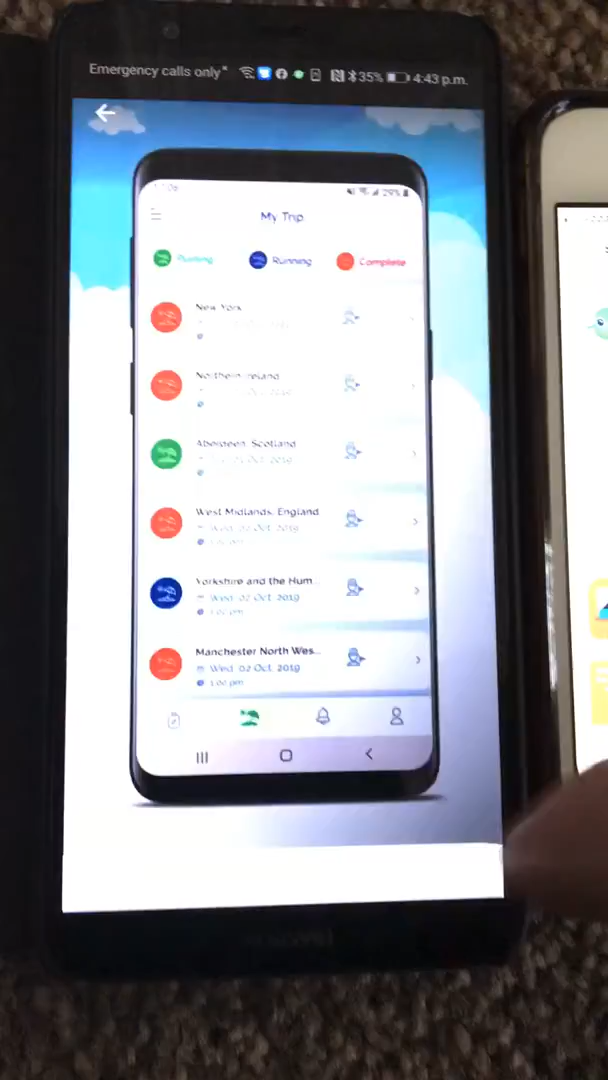 Emergency calls only
35% 4:43 p.m.
29%
My Trip
Running
Complete
New York
Northern Ireland
Aberdeen, Scotland
West Midlands, England
Wed, 02 Oct, 2019
1:00 pm
Yorkshire and the Hum...
Wed, 02 Oct, 2019
1:00 pm
Manchester North Wes...
Wed, 02 Oct, 2019
1:00 pm